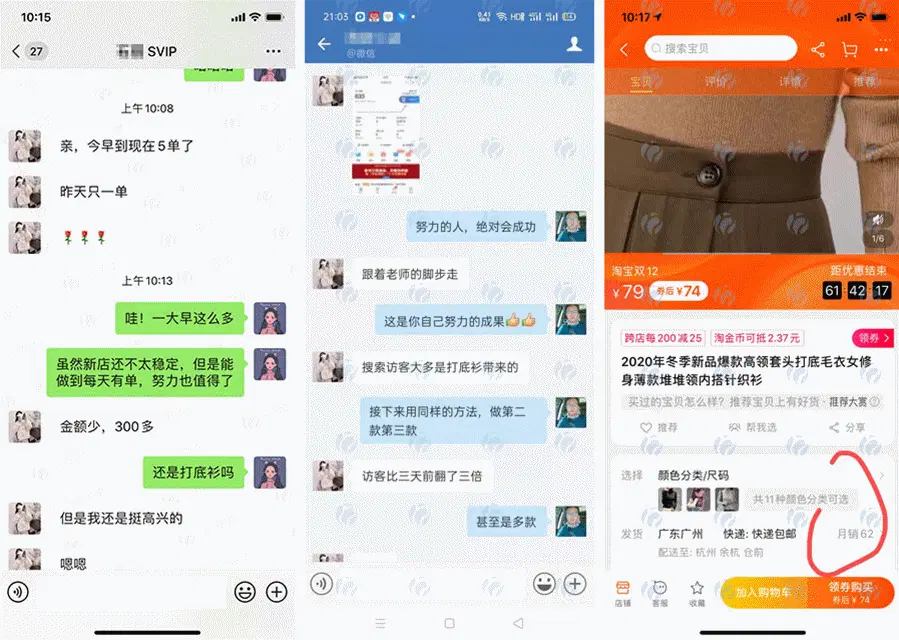 10:15
27
SVIP
上午10:08
亲，今早到现在5单了
昨天只一单
上午10:13
哇！一大早这么多
虽然新店还不太稳定，但是能
做到每天有单，努力也值得了
金额少，300多
还是打底衫吗
但是我还挺高兴的
嗯嗯
21:03
0.41
KB/s
HD
@微信
努力的人，绝对会成功
跟着老师的脚步走
这是你自己努力的成果👍👍
搜索访客大多是打底衫带来的
接下来用同样的方法，做第二
款第三款
访客比三天前翻了三倍
甚至是多款
10:17
搜索宝贝
宝贝 评价 详情 推荐
1/6
淘宝双12
距优惠结束
¥79 券后¥74
61 42 17
跨店每200减25 淘金币可抵2.37元 领券
2020年冬季新品爆款高领套头打底毛衣女修
身薄款堆堆领内搭针织衫
买过的宝贝怎么样？推荐宝贝上有好货·推荐大赏
推荐 帮我选 分享
选择 颜色分类/尺码
共11种颜色分类可选
发货 广东广州 快递: 快递包邮 月销62
配送至: 杭州 余杭 仓前
店铺 客服 收藏
加入购物车
领券购买
券后¥74